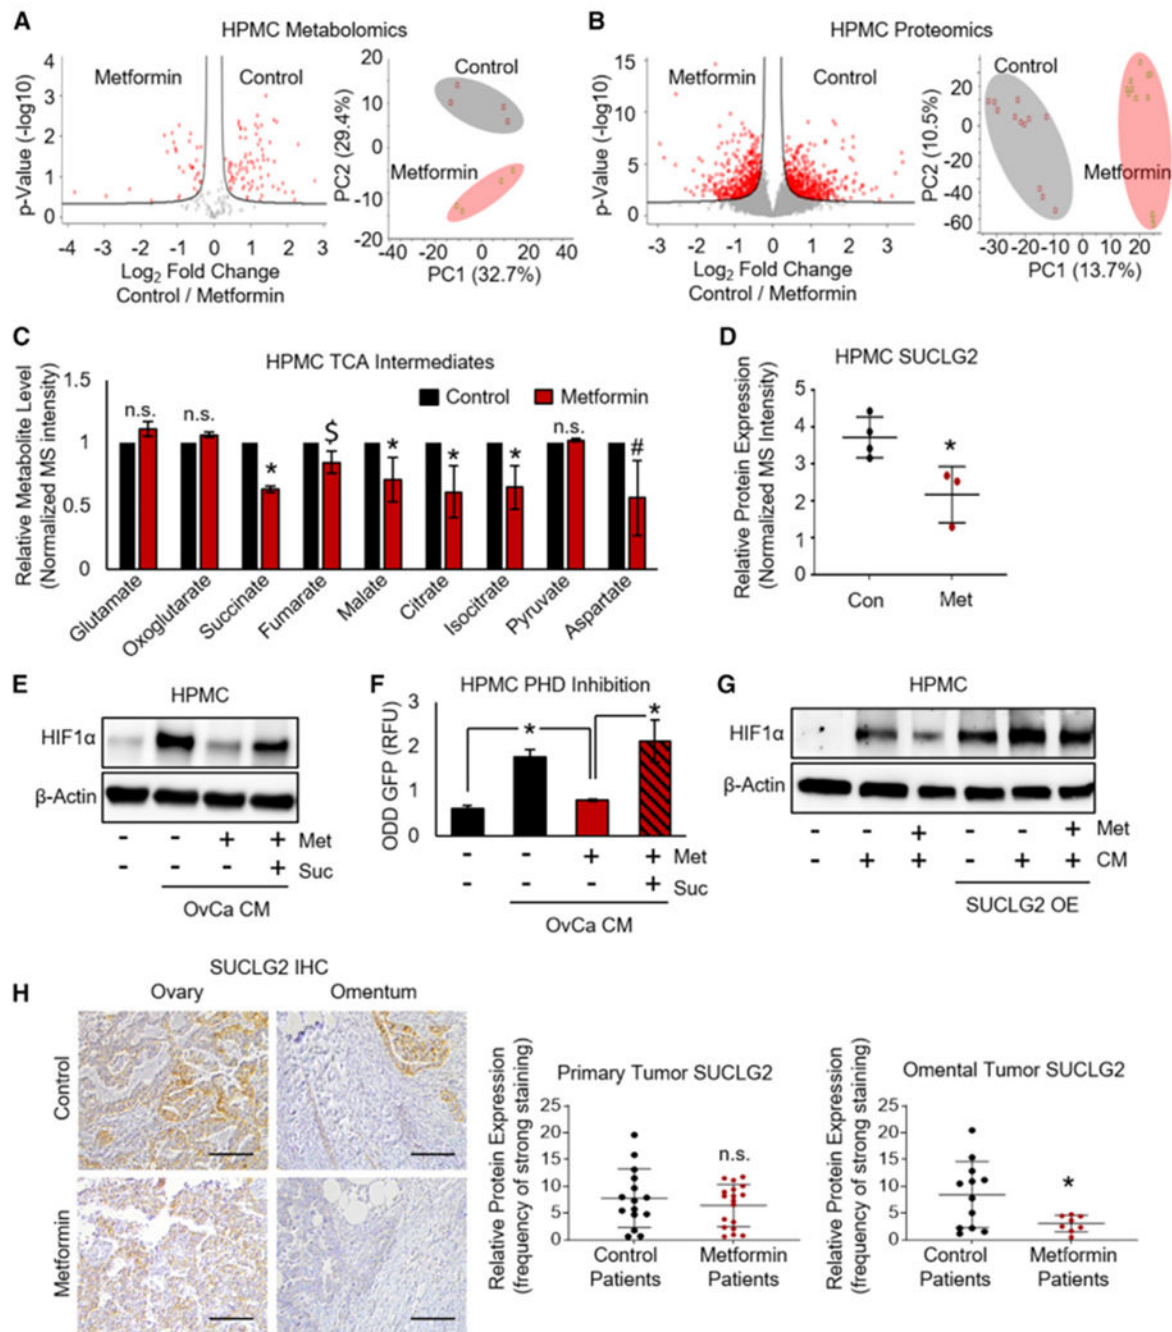 A
HPMC Metabolomics
4
3
2
1
0
p-Value (-log10)
Metformin
Control
-4 -3 -2 -1 0 1 2 3
Log2 Fold Change
Control / Metformin
20
10
0
-10
-20
PC2 (29.4%)
Control
Metformin
-40 -20 0 20 40
PC1 (32.7%)
B
HPMC Proteomics
15
10
5
0
p-Value (-log10)
Metformin
Control
-3 -2 -1 0 1 2 3
Log2 Fold Change
Control / Metformin
20
0
-20
-40
-60
PC2 (10.5%)
Control
Metformin
-30 -10 0 10 20
PC1 (13.7%)
C
HPMC TCA Intermediates
Relative Metabolite Level
(Normalized MS intensity)
1.5
1
0.5
0
Control
Metformin
n.s.
n.s.
*
$
*
*
*
n.s.
#
Glutamate
Oxoglutarate
Succinate
Fumarate
Malate
Citrate
Isocitrate
Pyruvate
Aspartate
D
HPMC SUCLG2
Relative Protein Expression
(Normalized MS Intensity)
5
4
3
2
1
0
*
Con Met
E
HPMC
HIF1α
β-Actin
- - + + Met
- - - + Suc
OvCa CM
F
HPMC PHD Inhibition
ODD GFP (RFU)
3
2
1
0
*
*
- - + + Met
- - - + Suc
OvCa CM
G
HPMC
HIF1α
β-Actin
- - + - - + Met
- + + - + + CM
SUCLG2 OE
H
SUCLG2 IHC
Ovary
Omentum
Control
Metformin
Relative Protein Expression
(frequency of strong staining)
Primary Tumor SUCLG2
25
20
15
10
5
0
n.s.
Control
Patients
Metformin
Patients
Relative Protein Expression
(frequency of strong staining)
Omental Tumor SUCLG2
25
20
15
10
5
0
*
Control
Patients
Metformin
Patients